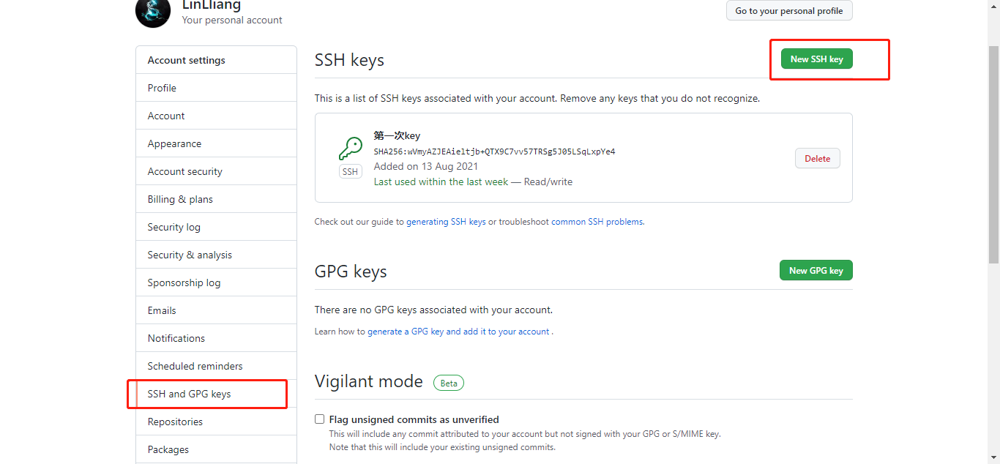 LinLliang
Your personal account
Go to your personal profile
Account settings
Profile
Account
Appearance
Account security
Billing & plans
Security log
Security & analysis
Sponsorship log
Emails
Notifications
Scheduled reminders
SSH and GPG keys
Repositories
Packages
SSH keys
New SSH key
This is a list of SSH keys associated with your account. Remove any keys that you do not recognize.
第一次key
SHA256:wVmyAZJEAieltjb+QTX9C7vv57TRSg5J05LSqLxpYe4
SSH
Added on 13 Aug 2021
Last used within the last week — Read/write
Delete
Check out our guide to generating SSH keys or troubleshoot common SSH problems.
GPG keys
New GPG key
There are no GPG keys associated with your account.
Learn how to generate a GPG key and add it to your account .
Vigilant mode Beta
Flag unsigned commits as unverified
This will include any commit attributed to your account but not signed with your GPG or S/MIME key.
Note that this will include your existing unsigned commits.